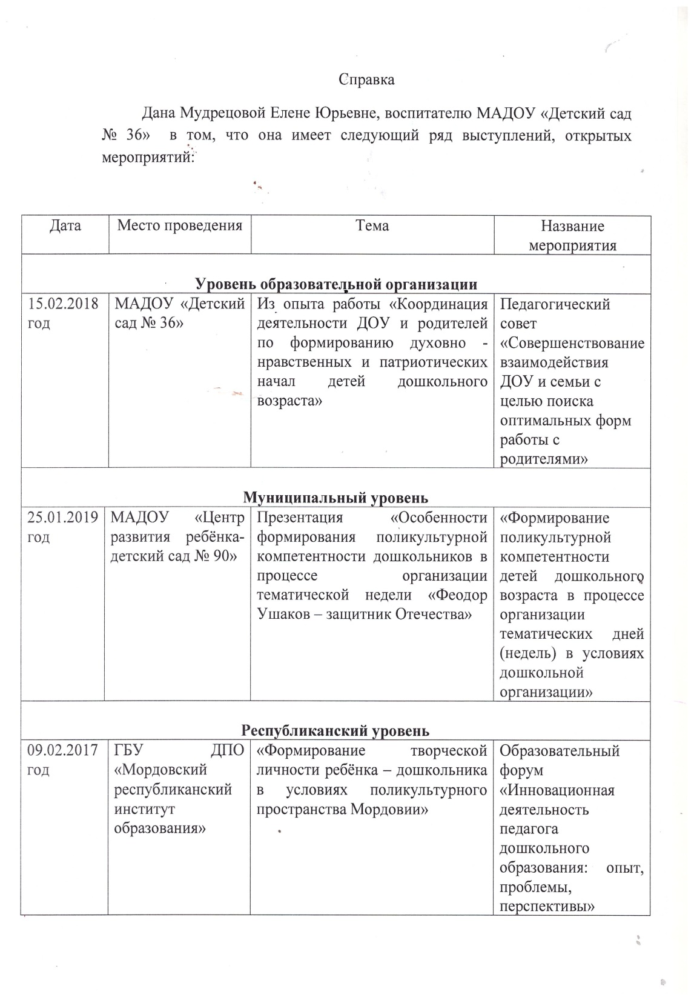 Справка
Дана Мудрецовой Елене Юрьевне, воспитателю МАДОУ «Детский сад
№ 36» в том, что она имеет следующий ряд выступлений, открытых
мероприятий:
Дата
Место проведения
Тема
Название
мероприятия
Уровень образовательной организации
15.02.2018
год
МАДОУ «Детский
сад № 36»
Из опыта работы «Координация
деятельности ДОУ и родителей
по формированию духовно -
нравственных и патриотических
начал детей дошкольного
возраста»
Педагогический
совет
«Совершенствование
взаимодействия
ДОУ и семьи с
целью поиска
оптимальных форм
работы с
родителями»
Муниципальный уровень
25.01.2019
год
МАДОУ «Центр
развития ребёнка-
детский сад № 90»
Презентация «Особенности
формирования поликультурной
компетентности дошкольников в
процессе организации
тематической недели «Феодор
Ушаков – защитник Отечества»
«Формирование
поликультурной
компетентности
детей дошкольного
возраста в процессе
организации
тематических дней
(недель) в условиях
дошкольной
организации»
Республиканский уровень
09.02.2017
год
ГБУ ДПО
«Мордовский
республиканский
институт
образования»
«Формирование творческой
личности ребёнка – дошкольника
в условиях поликультурного
пространства Мордовии»
Образовательный
форум
«Инновационная
деятельность
педагога
дошкольного
образования: опыт,
проблемы,
перспективы»